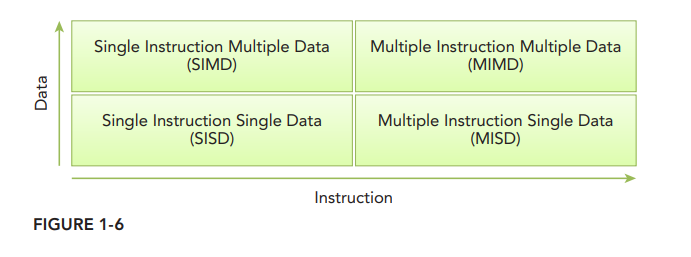 Single Instruction Multiple Data
(SIMD)
Multiple Instruction Multiple Data
(MIMD)
Data
Single Instruction Single Data
(SISD)
Multiple Instruction Single Data
(MISD)
Instruction
FIGURE 1-6